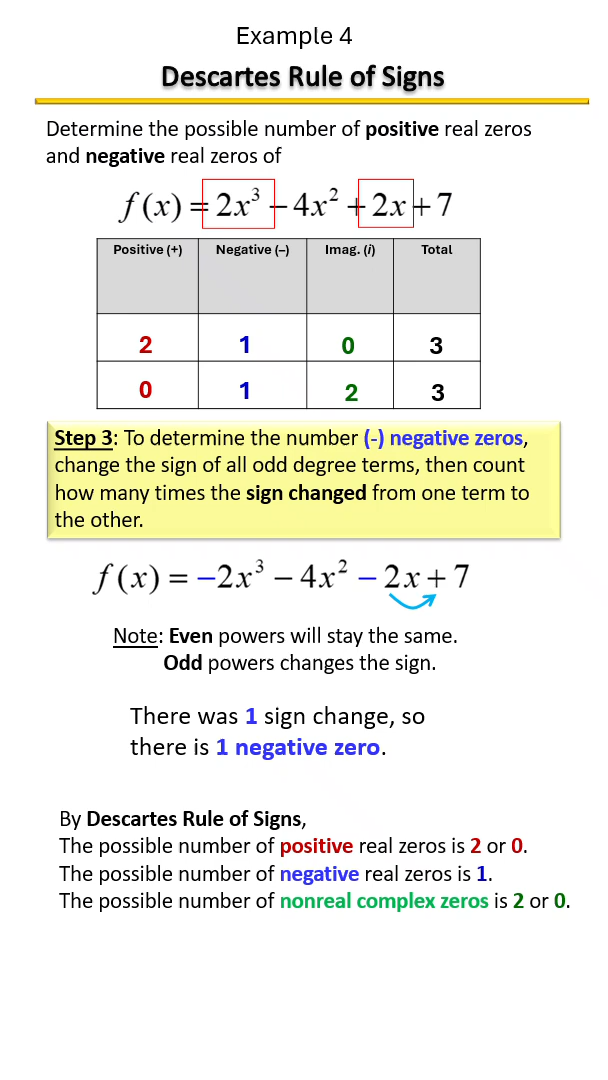 Example 4
Descartes Rule of Signs
Determine the possible number of positive real zeros
and negative real zeros of
f(x) = 2x³ − 4x² + 2x + 7
Positive (+) Negative (–) Imag. (i) Total
2 1 0 3
0 1 2 3
Step 3: To determine the number (-) negative zeros,
change the sign of all odd degree terms, then count
how many times the sign changed from one term to
the other.
f(x) = −2x³ − 4x² − 2x + 7
Note: Even powers will stay the same.
Odd powers changes the sign.
There was 1 sign change, so
there is 1 negative zero.
By Descartes Rule of Signs,
The possible number of positive real zeros is 2 or 0.
The possible number of negative real zeros is 1.
The possible number of nonreal complex zeros is 2 or 0.